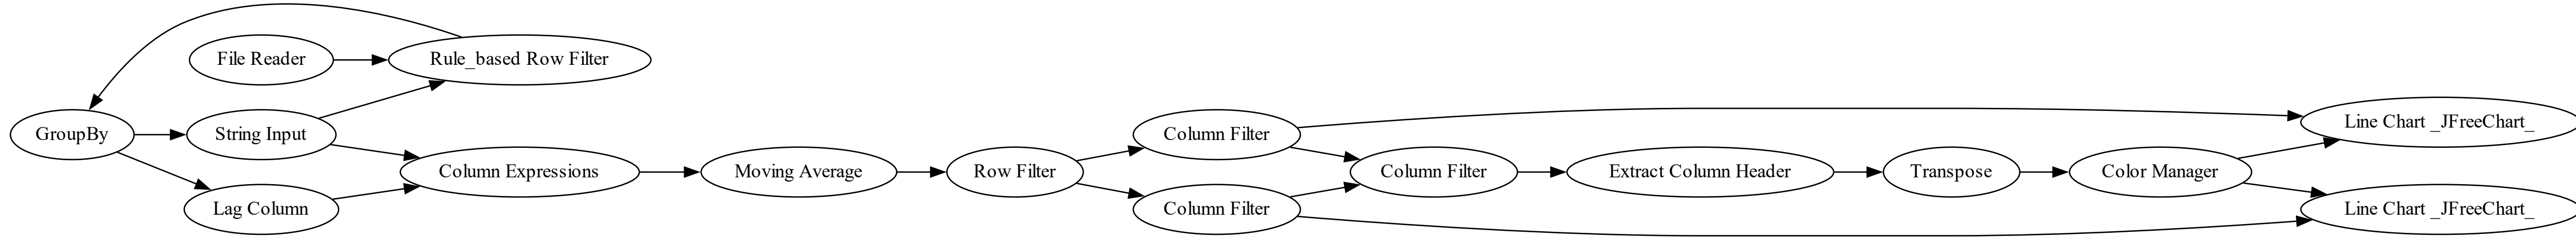 File Reader
Rule_based Row Filter
GroupBy
String Input
Lag Column
Column Expressions
Moving Average
Row Filter
Column Filter
Column Filter
Column Filter
Extract Column Header
Transpose
Color Manager
Line Chart _JFreeChart_
Line Chart _JFreeChart_